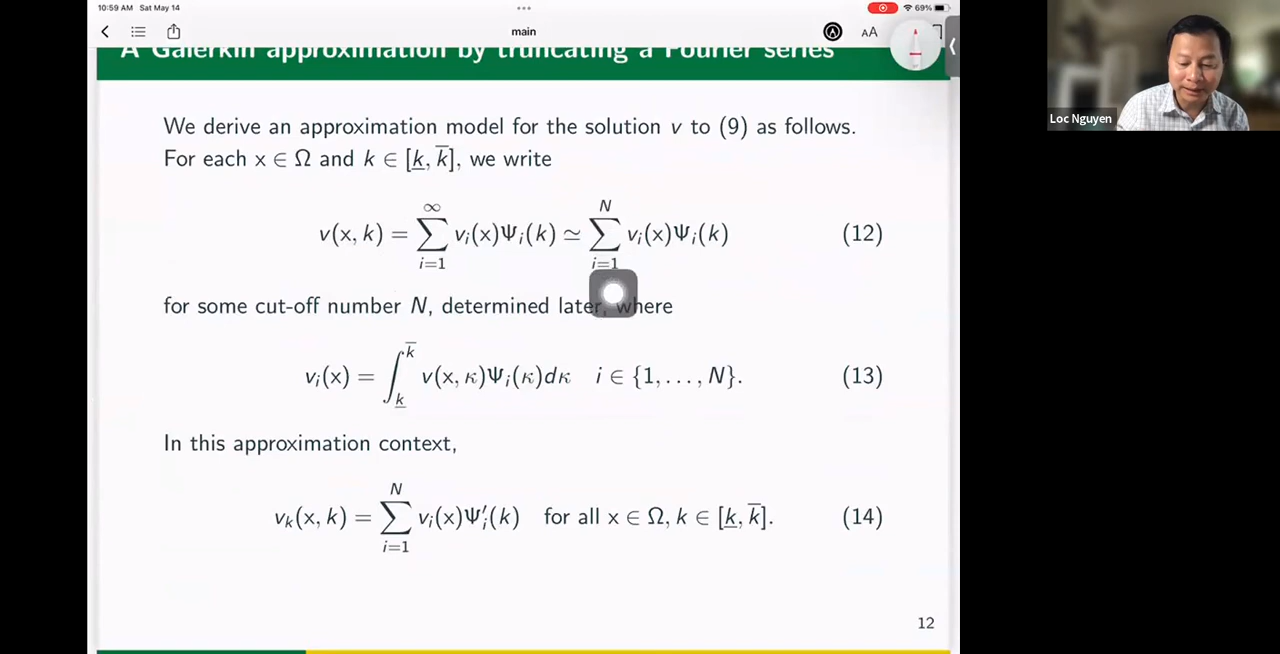 10:59 AM Sat May 14
69%
main
AA
A Galerkin approximation by truncating a Fourier series
Loc Nguyen
We derive an approximation model for the solution v to (9) as follows.
For each x ∈ Ω and k ∈ [k̲, k̅], we write
v(x, k) = ∑_{i=1}^{∞} v_i(x)Ψ_i(k) ≃ ∑_{i=1}^{N} v_i(x)Ψ_i(k) (12)
for some cut-off number N, determined later, where
v_i(x) = ∫_{k̲}^{k̅} v(x, κ)Ψ_i(κ)dκ i ∈ {1, . . . , N}. (13)
In this approximation context,
v_k(x, k) = ∑_{i=1}^{N} v_i(x)Ψ′_i(k) for all x ∈ Ω, k ∈ [k̲, k̅]. (14)
12